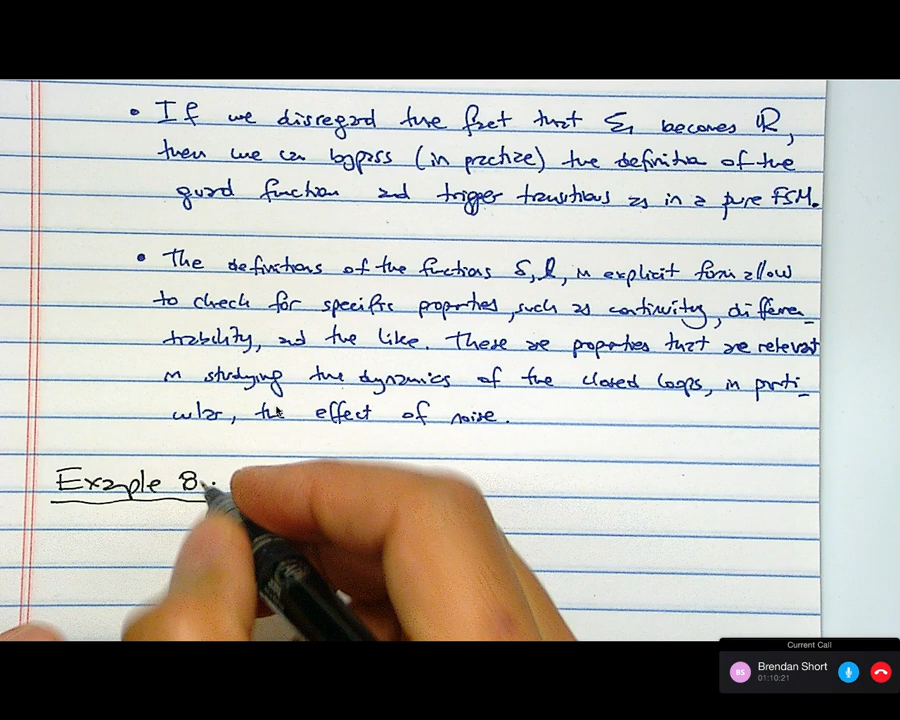 • If we disregard the fact that Σ, becomes ℝ,
then we can bypass (in practice) the definition of the
guard function and trigger transitions as in a pure FSM.
• The definitions of the functions δ, l, in explicit form allow
to check for specific properties, such as continuity, differen-
tiability, and the like. These are properties that are relevant
in studying the dynamics of the closed loops, in parti-
cular, the effect of noise.
Example 8.
Current Call
BS
Brendan Short
01:10:21